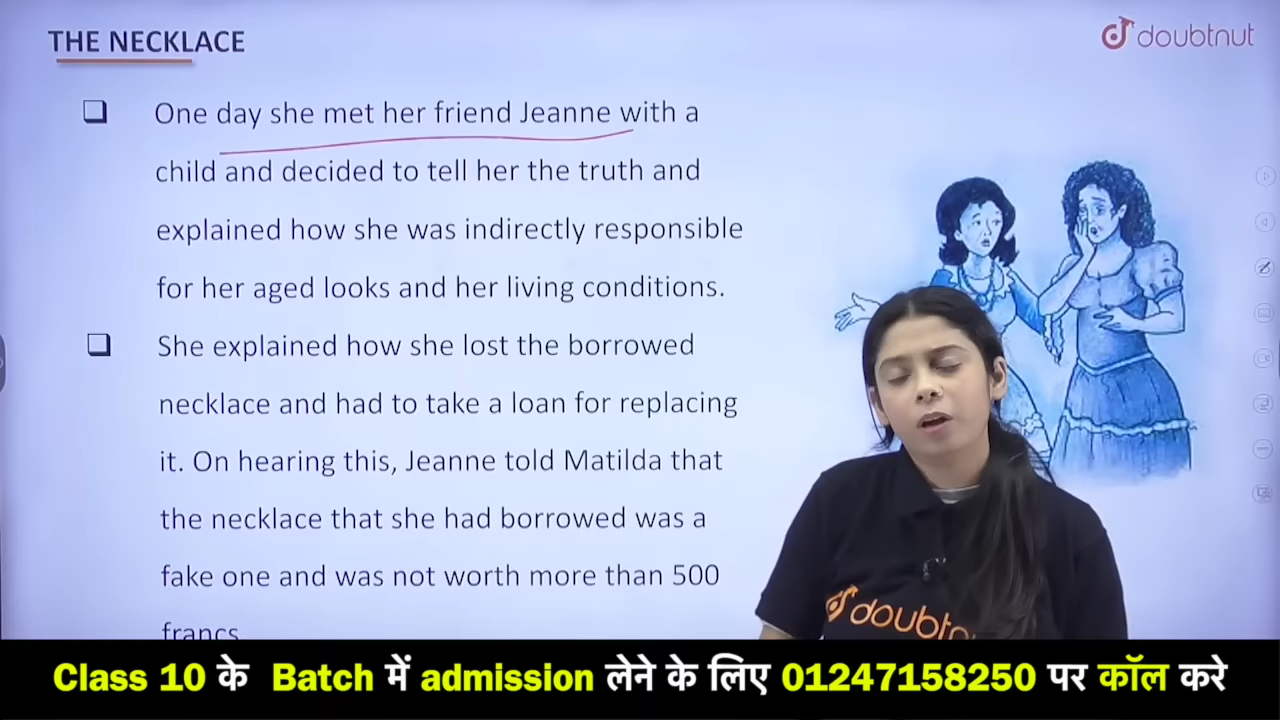 THE NECKLACE
doubtnut
One day she met her friend Jeanne with a
child and decided to tell her the truth and
explained how she was indirectly responsible
for her aged looks and her living conditions.
She explained how she lost the borrowed
necklace and had to take a loan for replacing
it. On hearing this, Jeanne told Matilda that
the necklace that she had borrowed was a
fake one and was not worth more than 500
francs
doubtnu
Class 10 के Batch में admission लेने के लिए 01247158250 पर कॉल करे